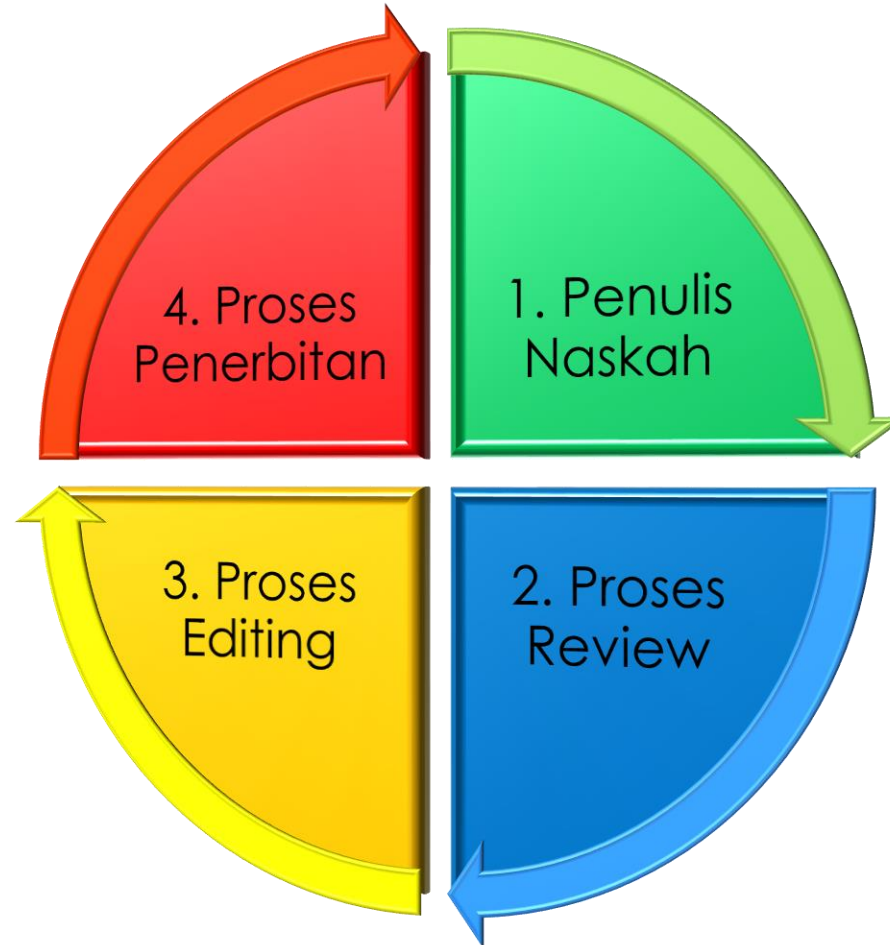 1. Penulis
Naskah
2. Proses
Review
3. Proses
Editing
4. Proses
Penerbitan